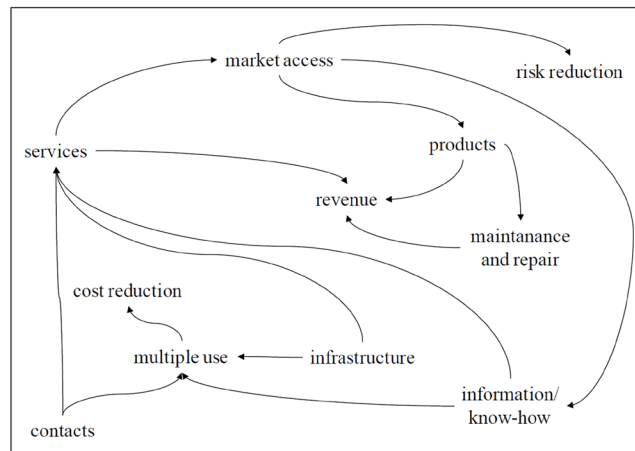 market access
risk reduction
products
services
revenue
maintanance
and repair
cost reduction
multiple use
infrastructure
information/
know-how
contacts